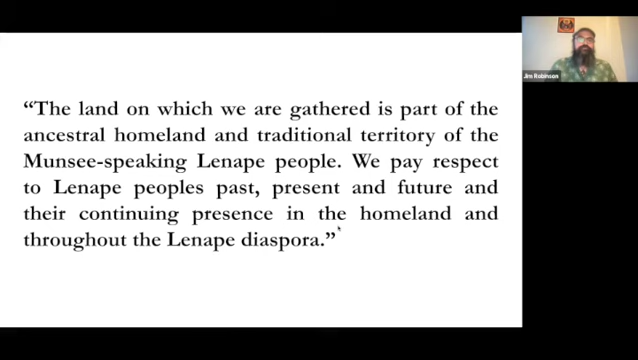 “The land on which we are gathered is part of the
ancestral homeland and traditional territory of the
Munsee-speaking Lenape people. We pay respect
to Lenape peoples past, present and future and
their continuing presence in the homeland and
throughout the Lenape diaspora.”
Jim Robinson